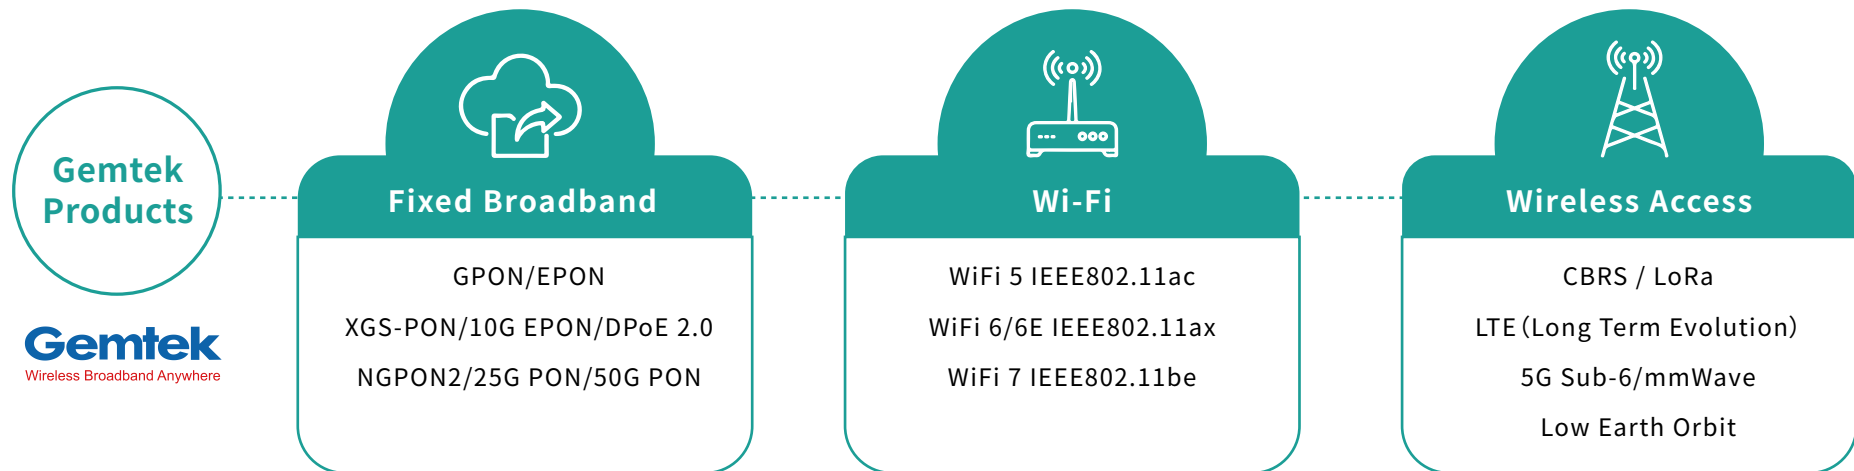 Gemtek
Products
Gemtek
Wireless Broadband Anywhere
Fixed Broadband
GPON/EPON
XGS-PON/10G EPON/DPoE 2.0
NGPON2/25G PON/50G PON
Wi-Fi
WiFi 5 IEEE802.11ac
WiFi 6/6E IEEE802.11ax
WiFi 7 IEEE802.11be
Wireless Access
CBRS / LoRa
LTE(Long Term Evolution)
5G Sub-6/mmWave
Low Earth Orbit